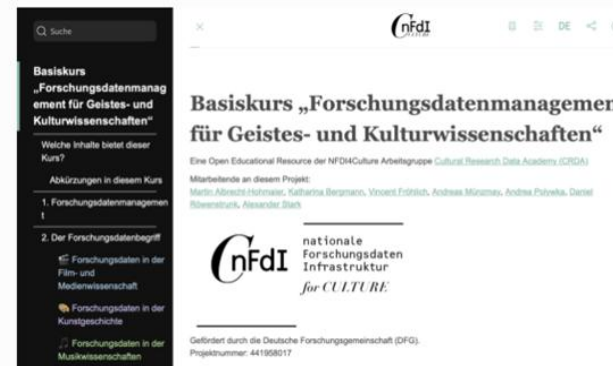 Suche
Basiskurs
„Forschungsdatenmanag
ement für Geistes- und
Kulturwissenschaften“
Welche Inhalte bietet dieser
Kurs?
Abkürzungen in diesem Kurs
1. Forschungsdatenmanagemen
t
2. Der Forschungsdatenbegriff
Forschungsdaten in der
Film- und
Medienwissenschaft
Forschungsdaten in der
Kunstgeschichte
Forschungsdaten in der
Musikwissenschaften
nFdI
DE
Basiskurs „Forschungsdatenmanagemen
für Geistes- und Kulturwissenschaften“
Eine Open Educational Resource der NFDI4Culture Arbeitsgruppe Cultural Research Data Academy (CRDA)
Mitarbeitende an diesem Projekt:
Martin Albrecht-Hohmaier, Katharina Bergmann, Vincent Fröhlich, Andreas Münzmay, Andrea Polywka, Daniel
Röwenstrunk, Alexander Stark
nFdI
nationale
Forschungsdaten
Infrastruktur
for CULTURE
Gefördert durch die Deutsche Forschungsgemeinschaft (DFG).
Projektnummer: 441958017